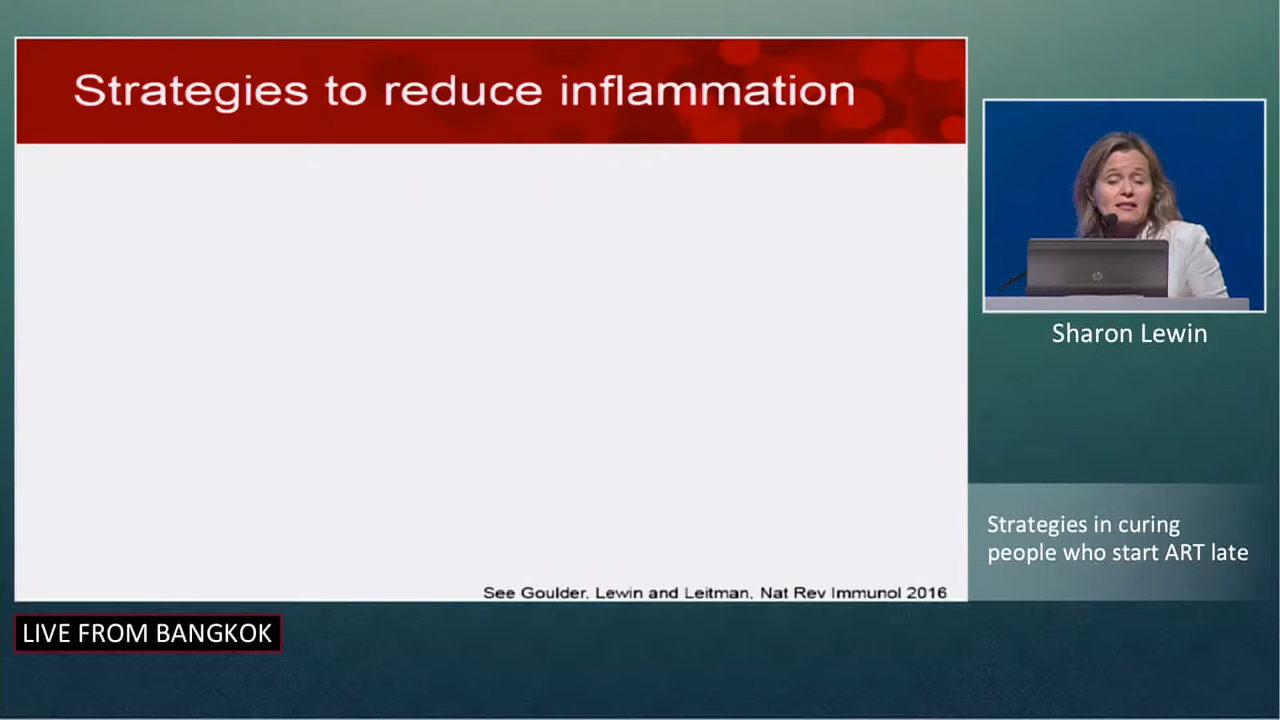 Strategies to reduce inflammation
See Goulder, Lewin and Leitman, Nat Rev Immunol 2016
Sharon Lewin
Strategies in curing
people who start ART late
LIVE FROM BANGKOK
hp